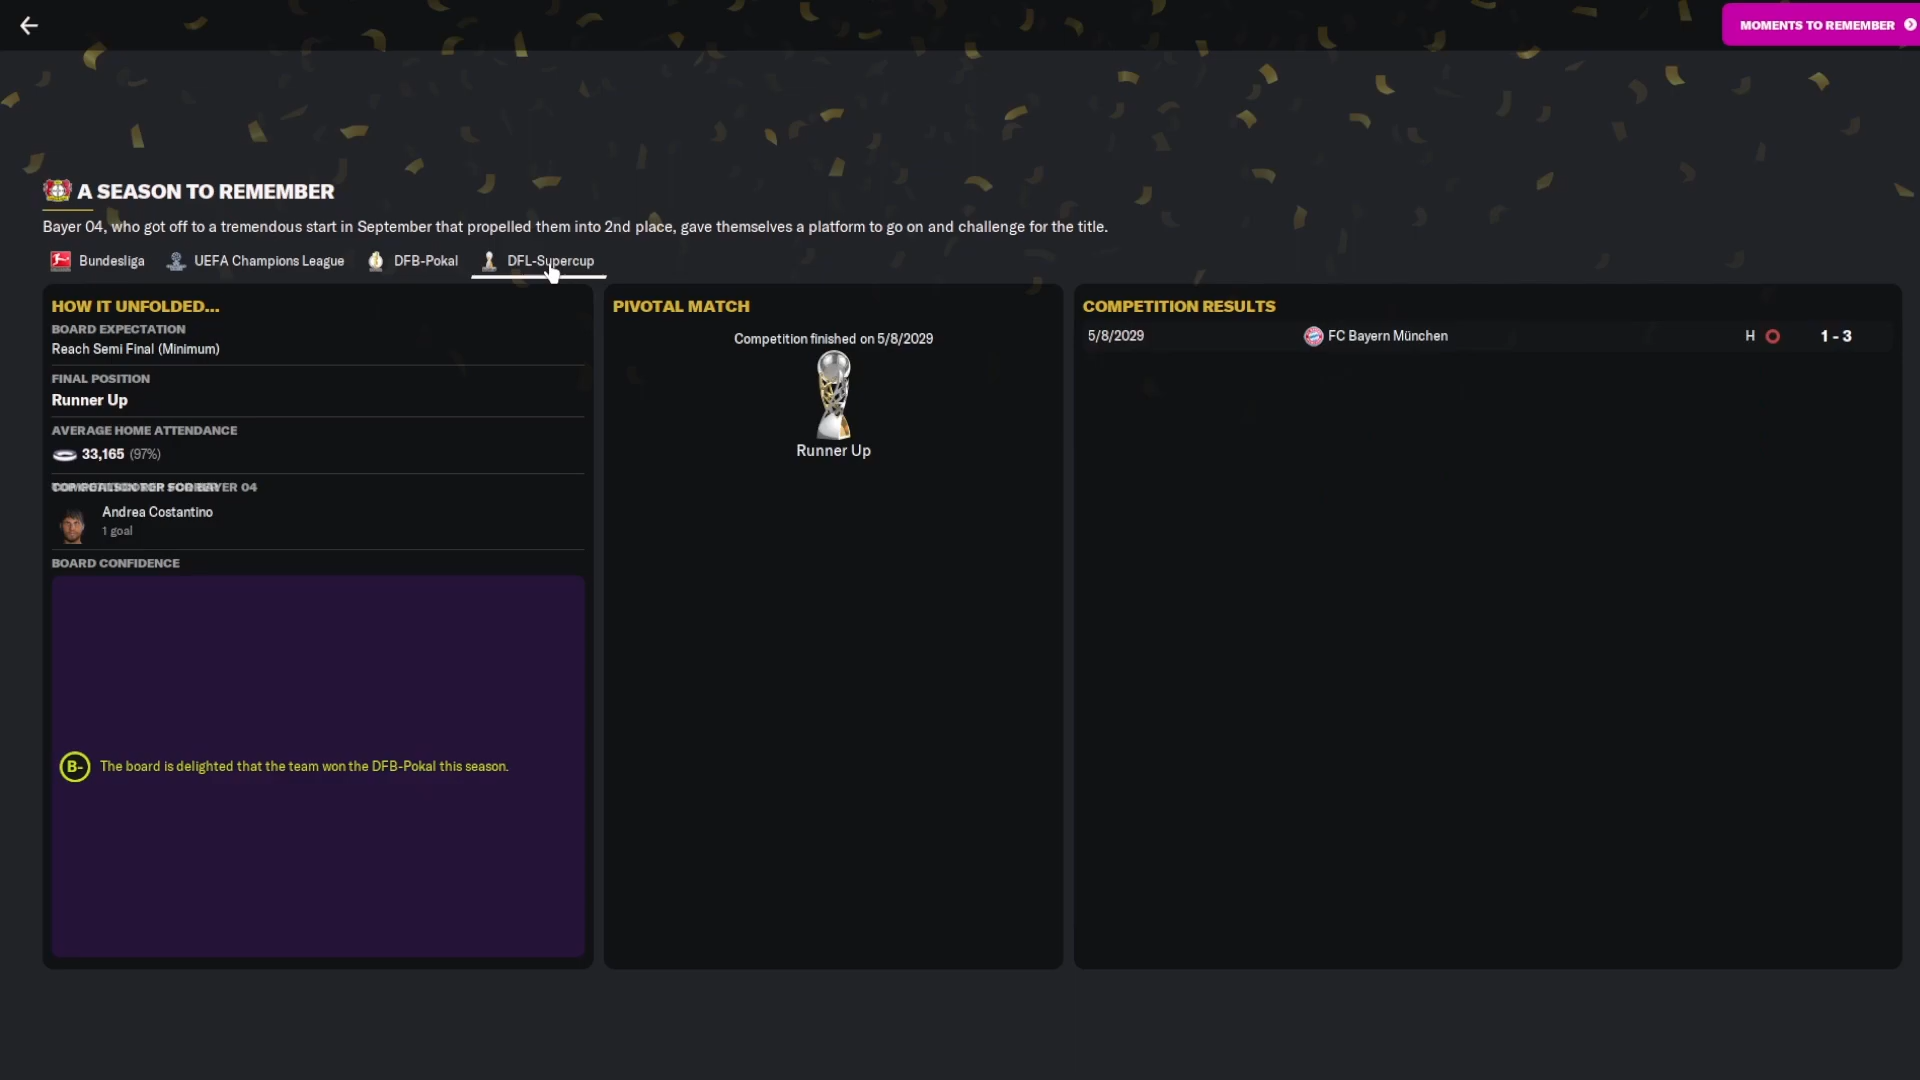 MOMENTS TO REMEMBER
A SEASON TO REMEMBER
Bayer 04, who got off to a tremendous start in September that propelled them into 2nd place, gave themselves a platform to go on and challenge for the title.
Bundesliga
UEFA Champions League
DFB-Pokal
DFL-Supercup
HOW IT UNFOLDED...
BOARD EXPECTATION
Reach Semi Final (Minimum)
FINAL POSITION
Runner Up
AVERAGE HOME ATTENDANCE
33,165 (97%)
BAYER 04
Andrea Costantino
1 goal
BOARD CONFIDENCE
B- The board is delighted that the team won the DFB-Pokal this season.
PIVOTAL MATCH
Competition finished on 5/8/2029
Runner Up
COMPETITION RESULTS
5/8/2029 FC Bayern München H 1 - 3